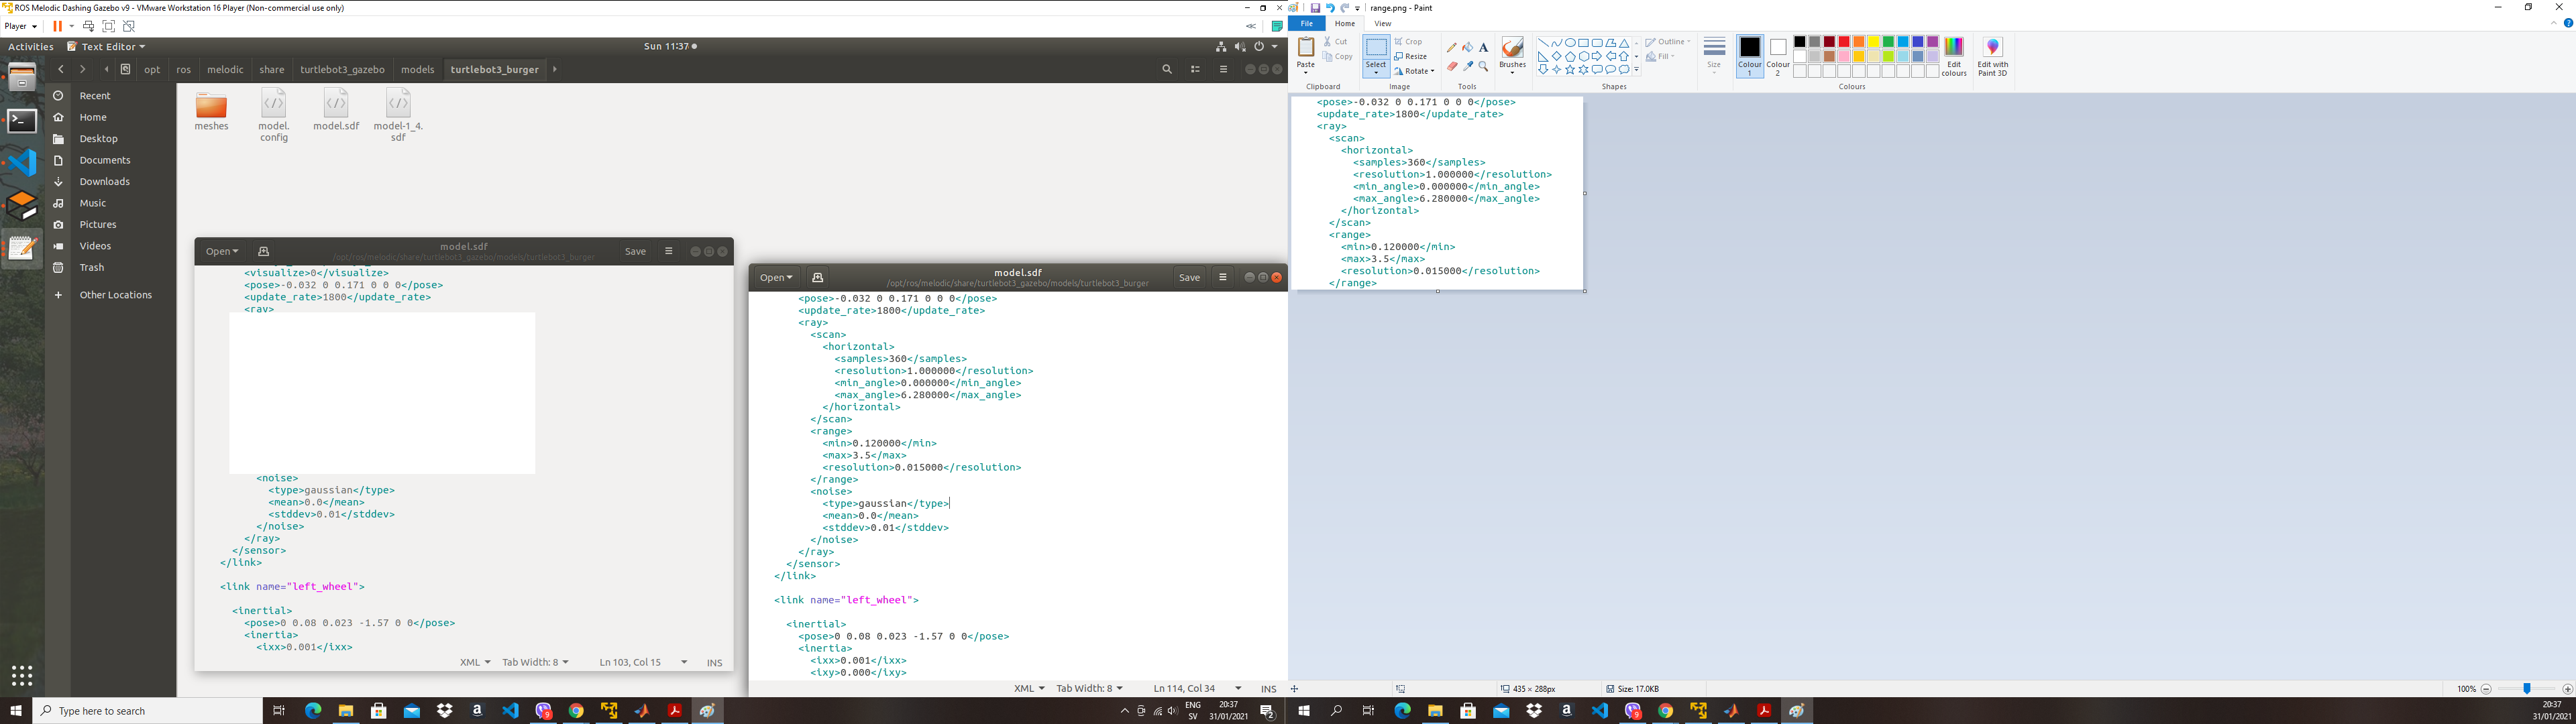 ROS Melodic Dashing Gazebo v9 - VMware Workstation 16 Player (Non-commercial use only)
Player
Activities
Text Editor
Sun 11:37
opt
ros
melodic
share
turtlebot3_gazebo
models
turtlebot3_burger
Recent
Home
Desktop
Documents
Downloads
Music
Pictures
Videos
Trash
Other Locations
meshes
model.
config
model.sdf
model-1_4.
sdf
Open
model.sdf
/opt/ros/melodic/share/turtlebot3_gazebo/models/turtlebot3_burger
Save
<visualize>0</visualize>
<pose>-0.032 0 0.171 0 0 0</pose>
<update_rate>1800</update_rate>
<ray>
<noise>
<type>gaussian</type>
<mean>0.0</mean>
<stddev>0.01</stddev>
</noise>
</ray>
</sensor>
</link>
<link name="left_wheel">
<inertial>
<pose>0 0.08 0.023 -1.57 0 0</pose>
<inertia>
<ixx>0.001</ixx>
XML
Tab Width: 8
Ln 103, Col 15
INS
Open
model.sdf
/opt/ros/melodic/share/turtlebot3_gazebo/models/turtlebot3_burger
Save
<pose>-0.032 0 0.171 0 0 0</pose>
<update_rate>1800</update_rate>
<ray>
<scan>
<horizontal>
<samples>360</samples>
<resolution>1.000000</resolution>
<min_angle>0.000000</min_angle>
<max_angle>6.280000</max_angle>
</horizontal>
</scan>
<range>
<min>0.120000</min>
<max>3.5</max>
<resolution>0.015000</resolution>
</range>
<noise>
<type>gaussian</type>
<mean>0.0</mean>
<stddev>0.01</stddev>
</noise>
</ray>
</sensor>
</link>
<link name="left_wheel">
<inertial>
<pose>0 0.08 0.023 -1.57 0 0</pose>
<inertia>
<ixx>0.001</ixx>
<ixy>0.000</ixy>
XML
Tab Width: 8
Ln 114, Col 34
INS
Type here to search
ENG
SV
20:37
31/01/2021
range.png - Paint
File
Home
View
Paste
Cut
Copy
Clipboard
Select
Crop
Resize
Rotate
Image
Tools
Brushes
Shapes
Outline
Fill
Size
Colour
1
Colour
2
Colours
Edit
colours
Edit with
Paint 3D
<pose>-0.032 0 0.171 0 0 0</pose>
<update_rate>1800</update_rate>
<ray>
<scan>
<horizontal>
<samples>360</samples>
<resolution>1.000000</resolution>
<min_angle>0.000000</min_angle>
<max_angle>6.280000</max_angle>
</horizontal>
</scan>
<range>
<min>0.120000</min>
<max>3.5</max>
<resolution>0.015000</resolution>
</range>
435 × 288px
Size: 17.0KB
100%
20:37
31/01/2021